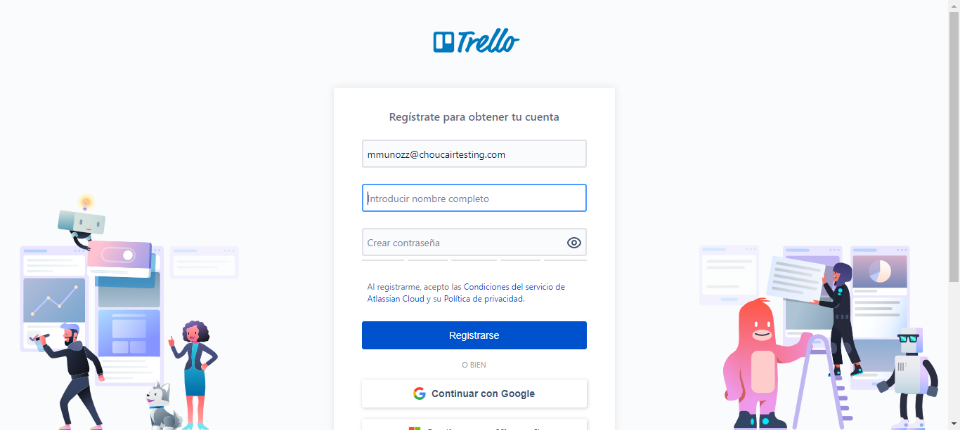 Trello
Regístrate para obtener tu cuenta
mmunozz@choucairtesting.com
Introducir nombre completo
Crear contraseña
Al registrarme, acepto las Condiciones del servicio de
Atlassian Cloud y su Política de privacidad.
Registrarse
O BIEN
Continuar con Google